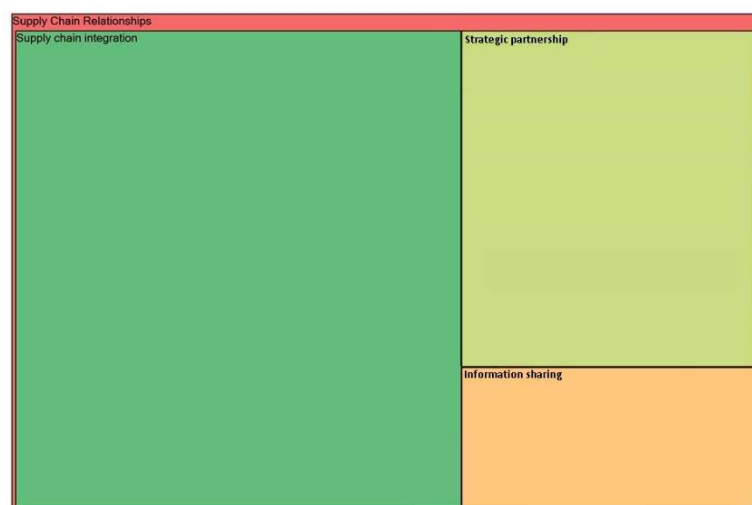 Supply Chain Relationships
Supply chain integration
Strategic partnership
Information sharing